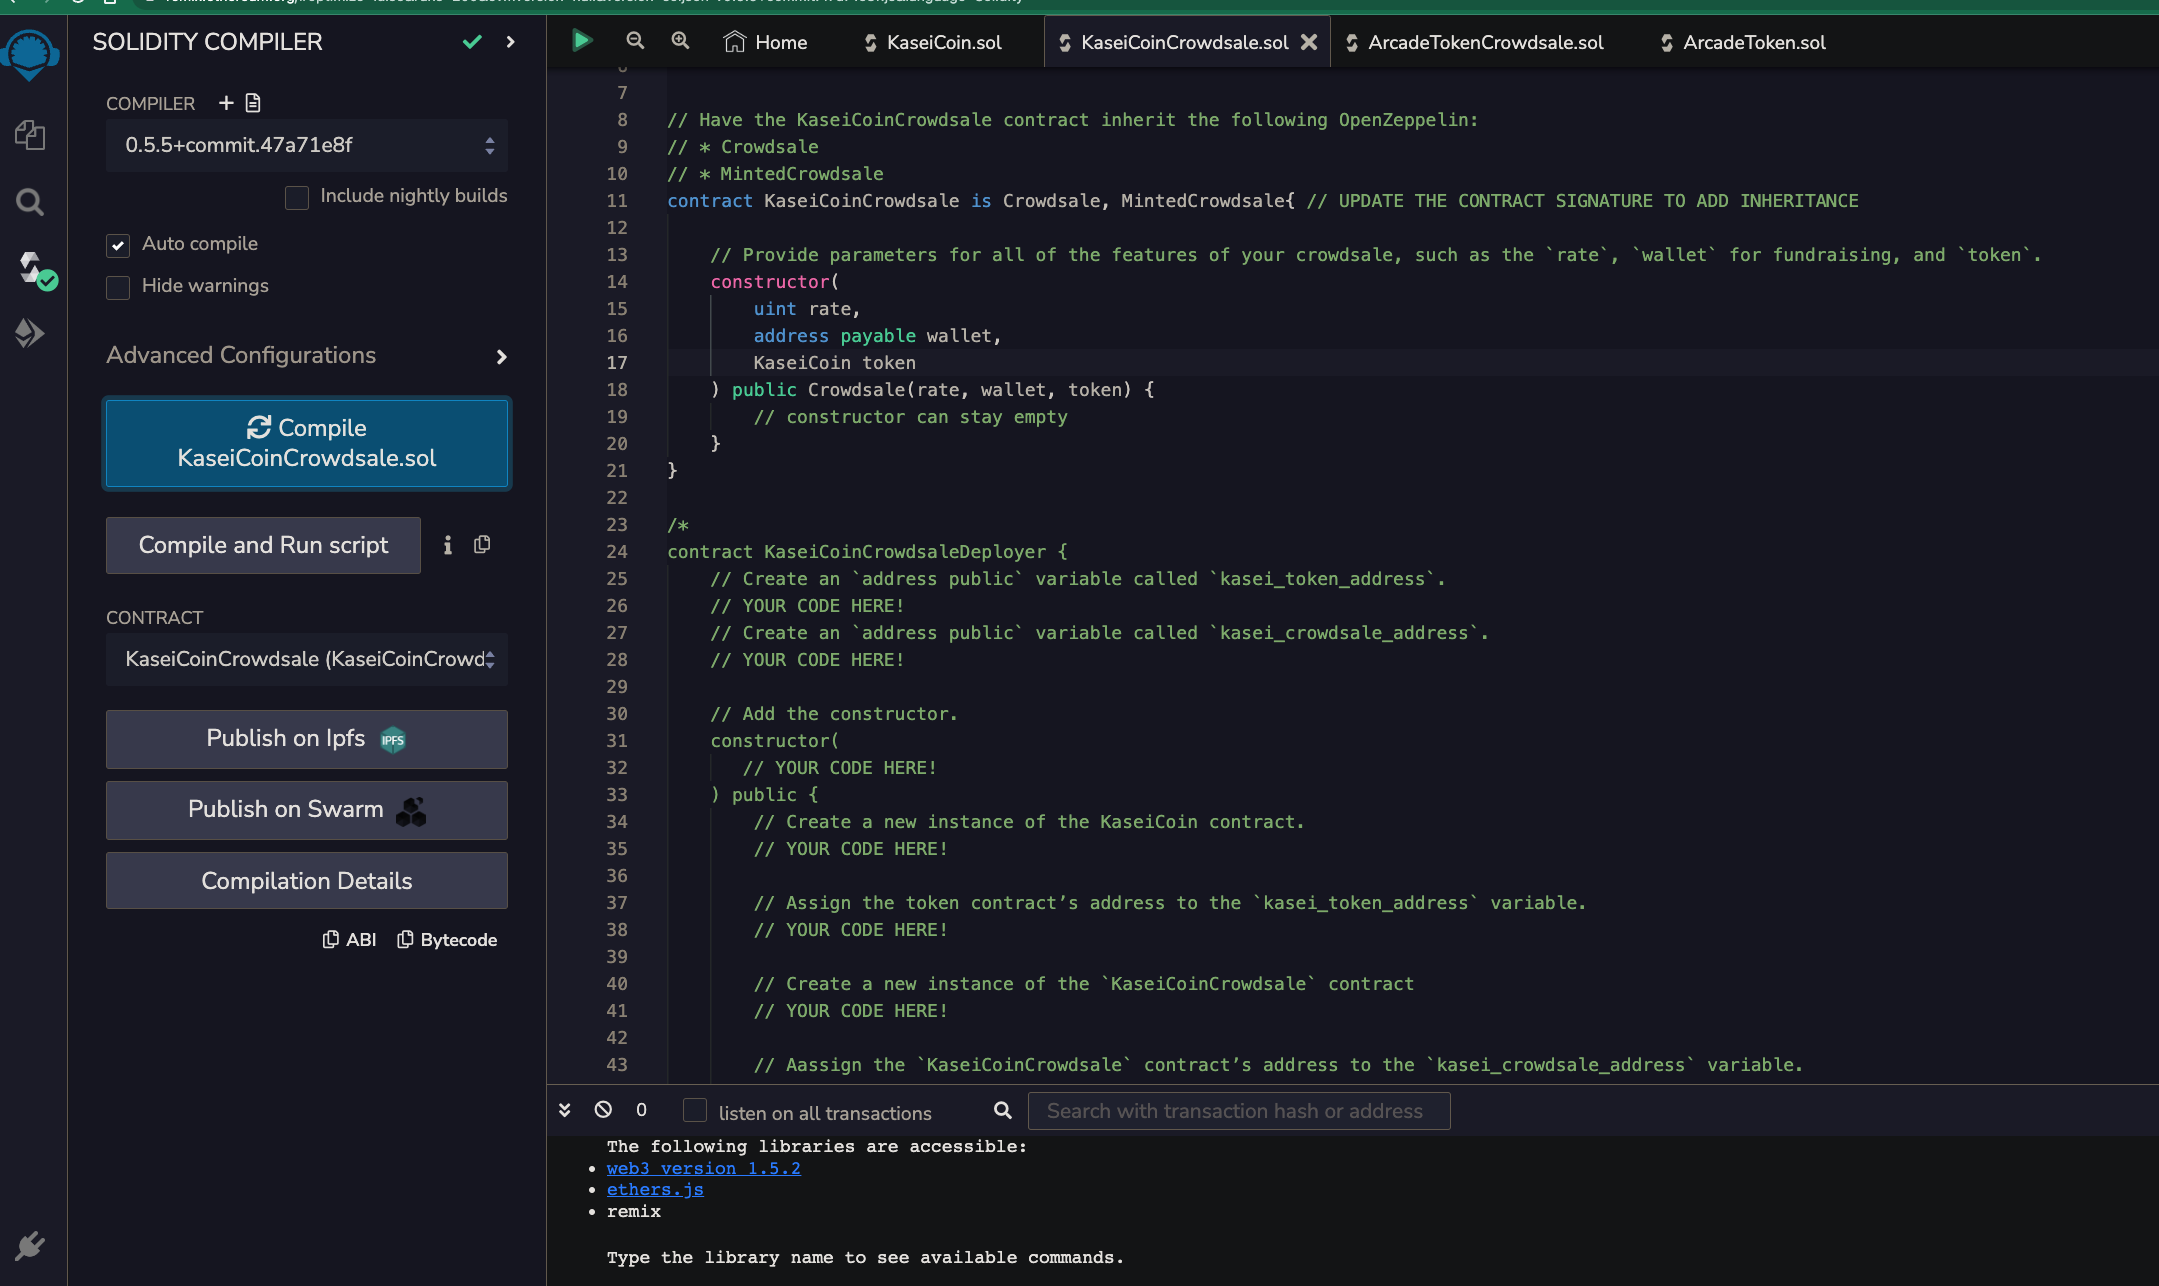 SOLIDITY COMPILER
COMPILER
0.5.5+commit.47a71e8f
Include nightly builds
Auto compile
Hide warnings
Advanced Configurations
Compile
KaseiCoinCrowdsale.sol
Compile and Run script
CONTRACT
KaseiCoinCrowdsale (KaseiCoinCrowd
Publish on Ipfs
IPFS
Publish on Swarm
Compilation Details
ABI
Bytecode
Home
KaseiCoin.sol
KaseiCoinCrowdsale.sol
ArcadeTokenCrowdsale.sol
ArcadeToken.sol
7
8 // Have the KaseiCoinCrowdsale contract inherit the following OpenZeppelin:
9 // * Crowdsale
10 // * MintedCrowdsale
11 contract KaseiCoinCrowdsale is Crowdsale, MintedCrowdsale{ // UPDATE THE CONTRACT SIGNATURE TO ADD INHERITANCE
12
13 // Provide parameters for all of the features of your crowdsale, such as the `rate`, `wallet` for fundraising, and `token`.
14 constructor(
15 uint rate,
16 address payable wallet,
17 KaseiCoin token
18 ) public Crowdsale(rate, wallet, token) {
19 // constructor can stay empty
20 }
21 }
22
23 /*
24 contract KaseiCoinCrowdsaleDeployer {
25 // Create an `address public` variable called `kasei_token_address`.
26 // YOUR CODE HERE!
27 // Create an `address public` variable called `kasei_crowdsale_address`.
28 // YOUR CODE HERE!
29
30 // Add the constructor.
31 constructor(
32 // YOUR CODE HERE!
33 ) public {
34 // Create a new instance of the KaseiCoin contract.
35 // YOUR CODE HERE!
36
37 // Assign the token contract’s address to the `kasei_token_address` variable.
38 // YOUR CODE HERE!
39
40 // Create a new instance of the `KaseiCoinCrowdsale` contract
41 // YOUR CODE HERE!
42
43 // Aassign the `KaseiCoinCrowdsale` contract’s address to the `kasei_crowdsale_address` variable.
0
listen on all transactions
Search with transaction hash or address
The following libraries are accessible:
• web3 version 1.5.2
• ethers.js
• remix
Type the library name to see available commands.